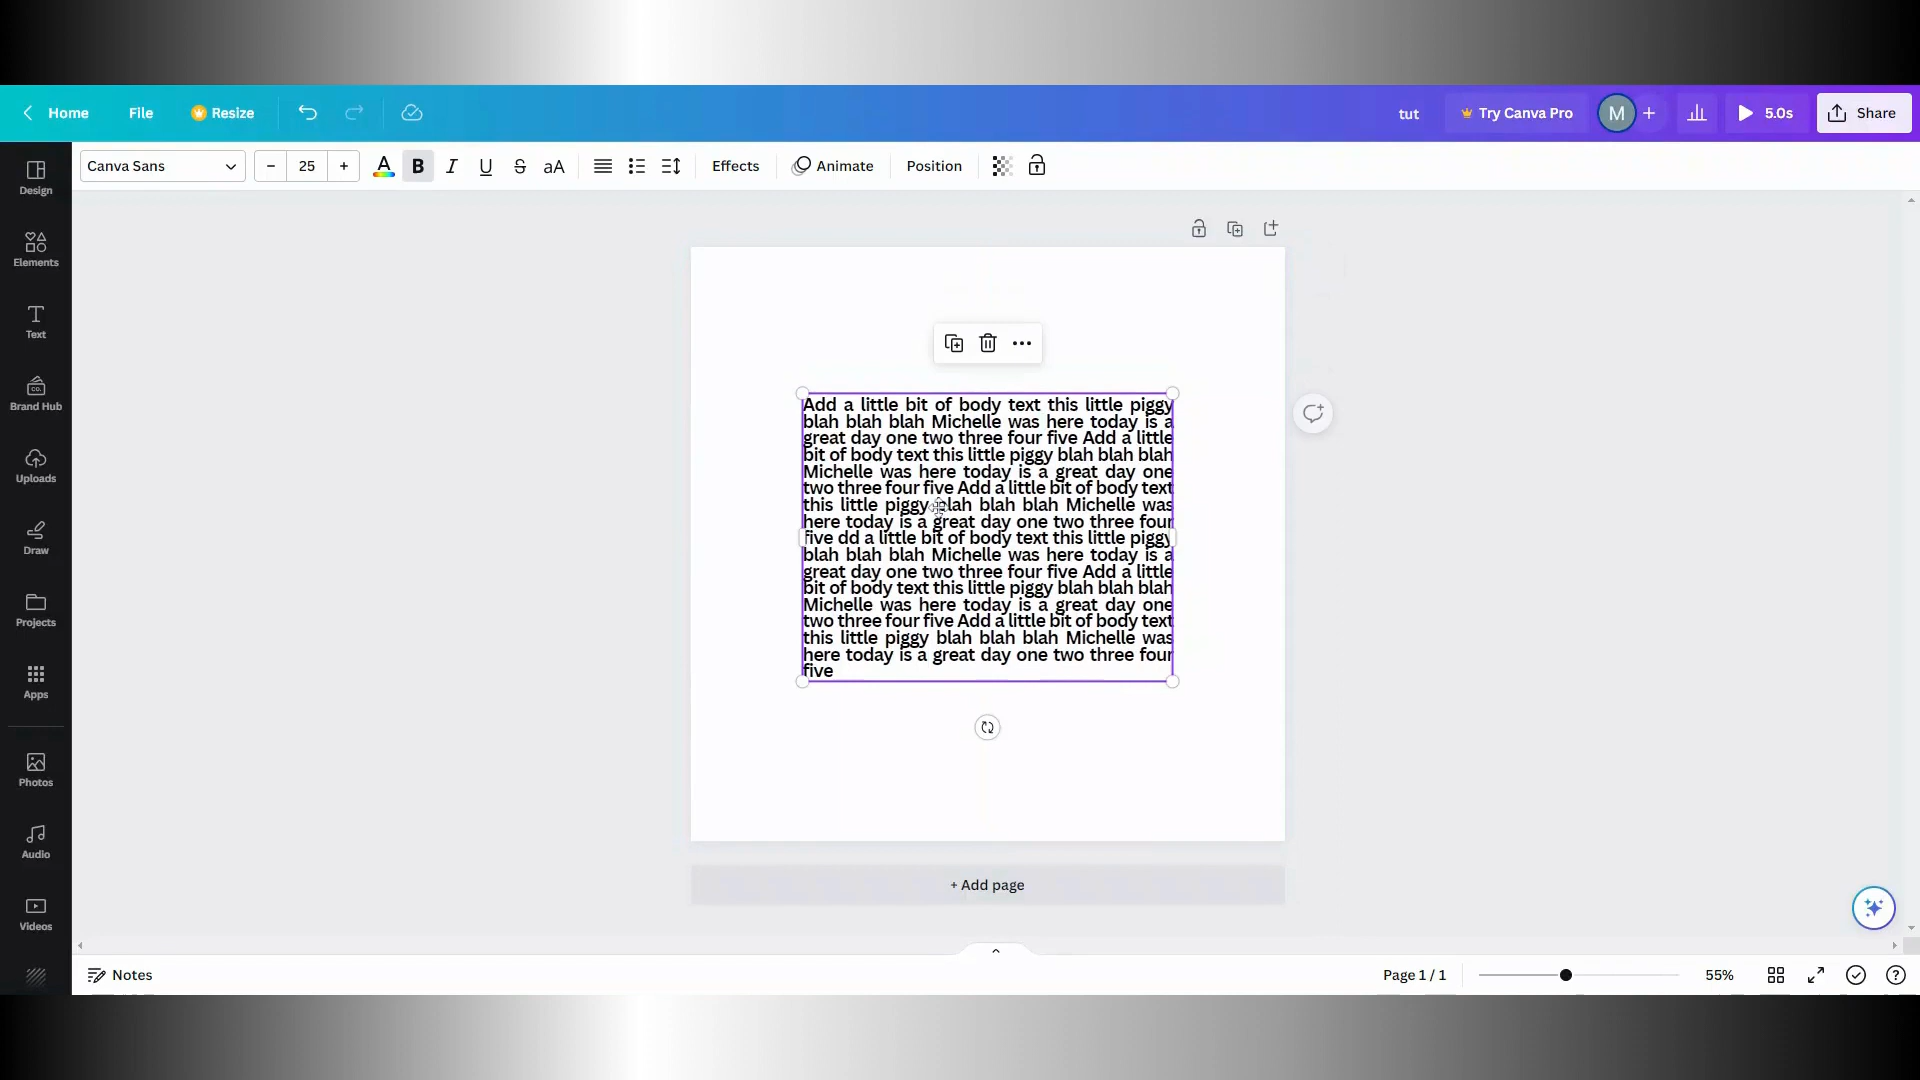 Home File Resize tut Try Canva Pro M + 5.0s Share
Canva Sans - 25 + A B I U S aA Effects Animate Position
Design
Elements
Text
Brand Hub
Uploads
Draw
Projects
Apps
Photos
Audio
Videos
Add a little bit of body text this little piggy
blah blah blah Michelle was here today is a
great day one two three four five Add a little
bit of body text this little piggy blah blah blah
Michelle was here today is a great day one
two three four five Add a little bit of body text
this little piggy blah blah blah Michelle was
here today is a great day one two three four
five dd a little bit of body text this little piggy
blah blah blah Michelle was here today is a
great day one two three four five Add a little
bit of body text this little piggy blah blah blah
Michelle was here today is a great day one
two three four five Add a little bit of body text
this little piggy blah blah blah Michelle was
here today is a great day one two three four
five
+ Add page
Notes Page 1 / 1 55%